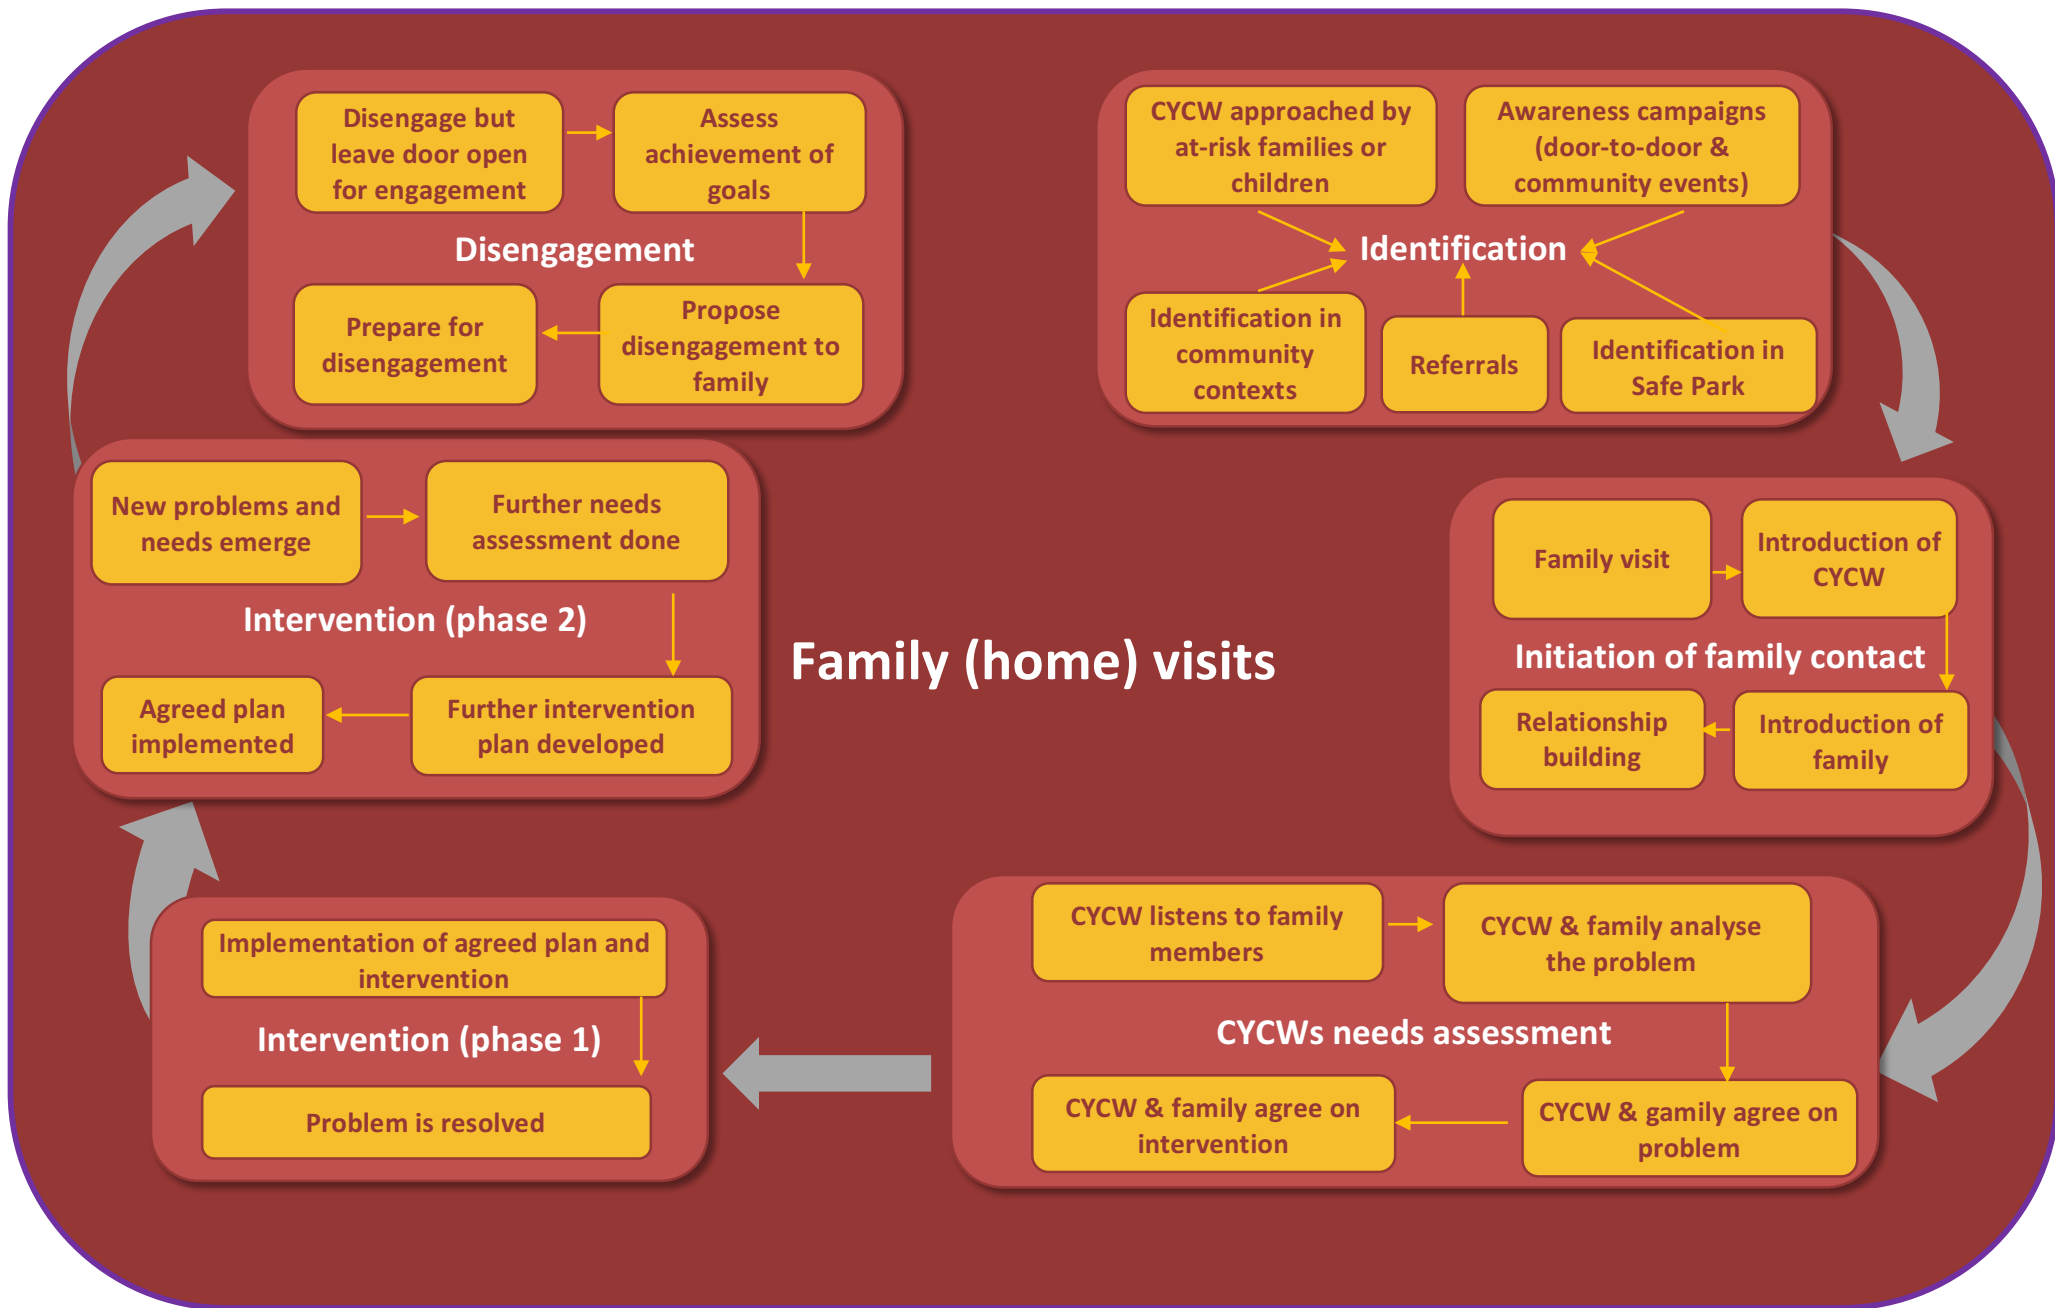 Disengage but
leave door open
for engagement
Assess
achievement of
goals
Disengagement
Prepare for
disengagement
Propose
disengagement to
family
CYCW approached by
at-risk families or
children
Awareness campaigns
(door-to-door &
community events)
Identification
Identification in
community
contexts
Referrals
Identification in
Safe Park
New problems and
needs emerge
Further needs
assessment done
Intervention (phase 2)
Agreed plan
implemented
Further intervention
plan developed
Family (home) visits
Family visit
Introduction of
CYCW
Initiation of family contact
Relationship
building
Introduction of
family
Implementation of agreed plan and
intervention
Intervention (phase 1)
Problem is resolved
CYCW listens to family
members
CYCW & family analyse
the problem
CYCWs needs assessment
CYCW & family agree on
intervention
CYCW & gamily agree on
problem